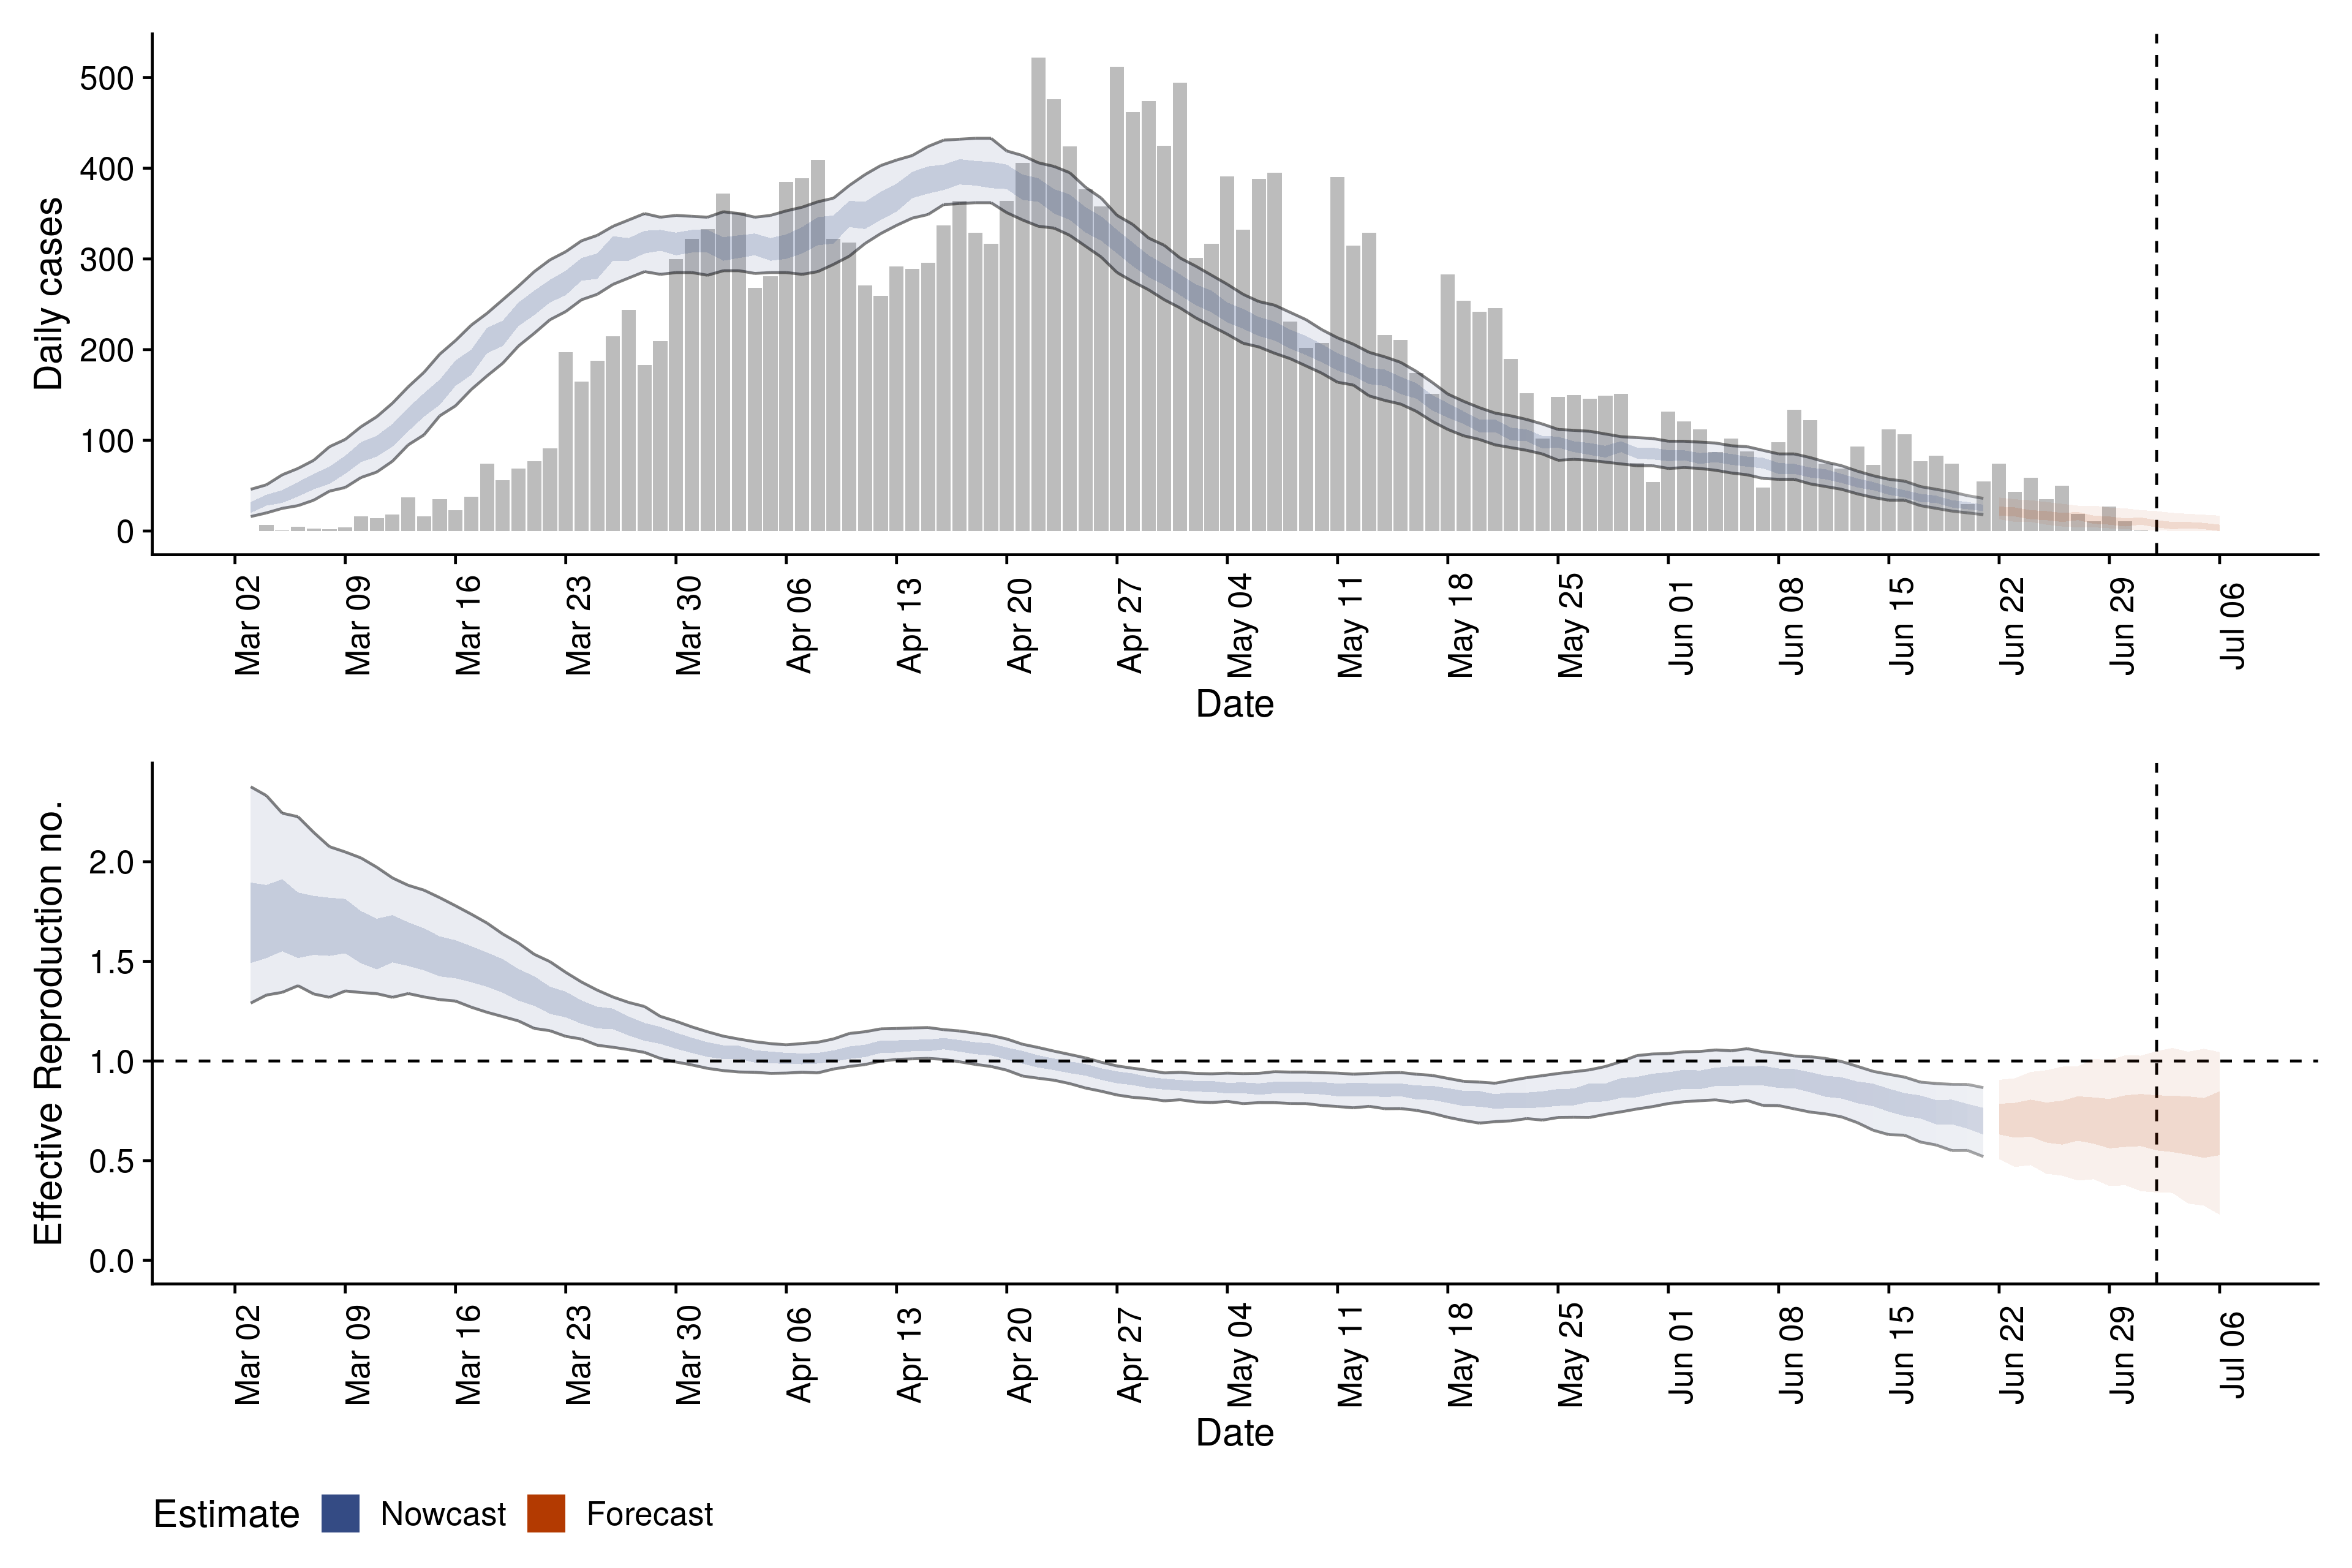 Daily cases
500
400
300
200
100
0
Mar 02 Mar 09 Mar 16 Mar 23 Mar 30 Apr 06 Apr 13 Apr 20 Apr 27 May 04 May 11 May 18 May 25 Jun 01 Jun 08 Jun 15 Jun 22 Jun 29 Jul 06
Date
Effective Reproduction no.
2.0
1.5
1.0
0.5
0.0
Mar 02 Mar 09 Mar 16 Mar 23 Mar 30 Apr 06 Apr 13 Apr 20 Apr 27 May 04 May 11 May 18 May 25 Jun 01 Jun 08 Jun 15 Jun 22 Jun 29 Jul 06
Date
Estimate Nowcast Forecast